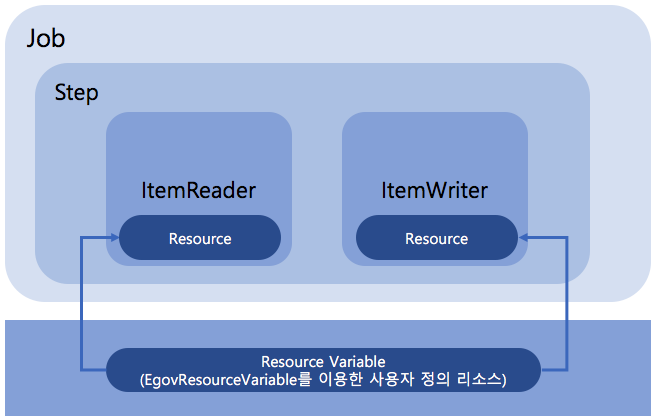 Job
Step
ItemReader
ItemWriter
Resource
Resource
Resource Variable
(EgovResourceVariable를 이용한 사용자 정의 리소스)